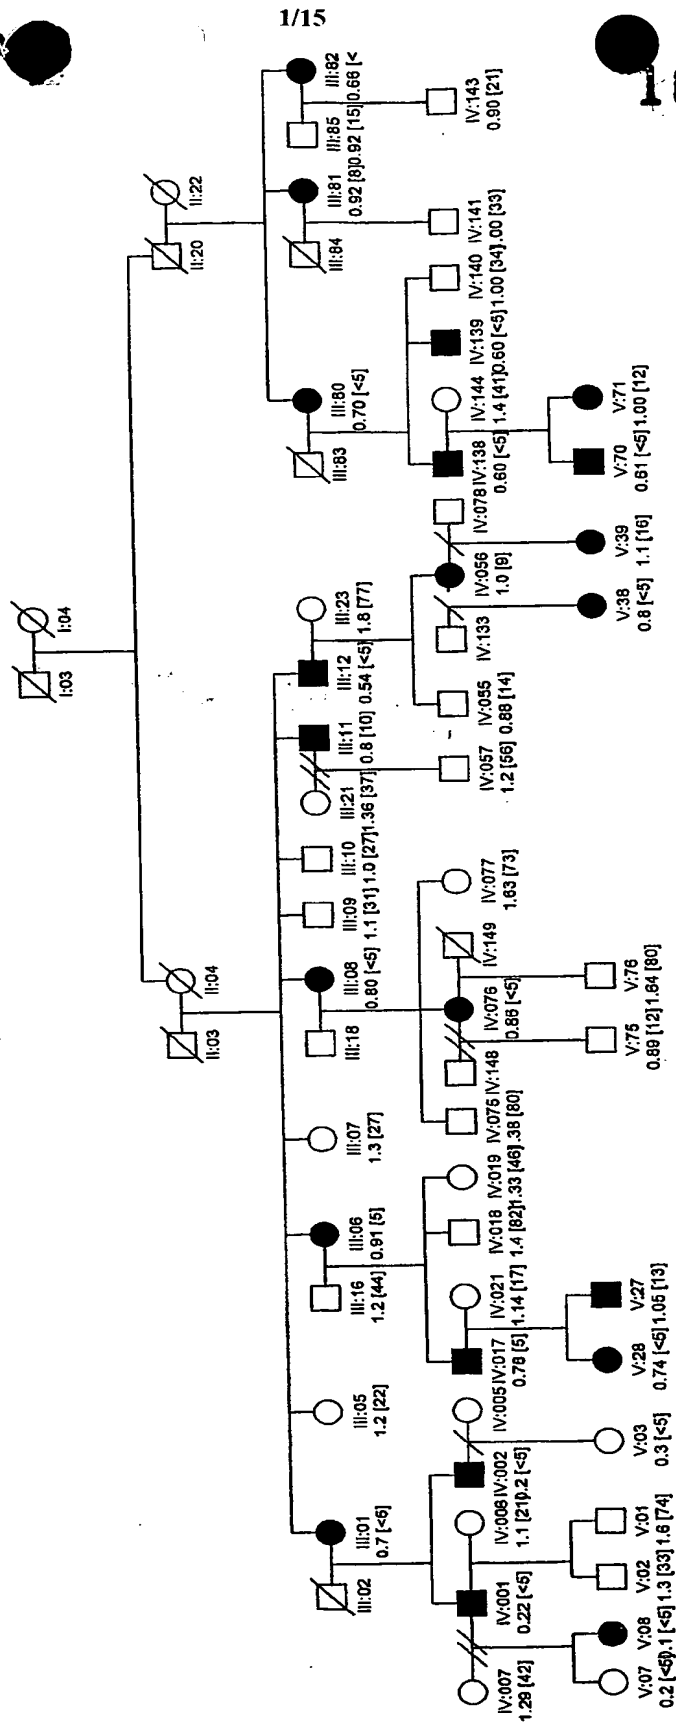 1/15
I:03
I:04
II:03
II:04
II:20
II:22
III:02
III:01
0.7 [<5]
III:05
1.2 [22]
III:16
1.2 [44]
III:06
0.91 [5]
III:07
1.3 [27]
III:18
III:08
0.80 [<5]
III:09
1.1 [31]
III:10
1.0 [27]
III:21
1.36 [37]
III:11
0.8 [10]
III:12
0.54 [<5]
III:23
1.8 [77]
III:83
III:80
0.70 [<5]
III:84
III:81
0.92 [8]
III:85
0.92 [15]
III:82
0.66 [<
IV:007
1.29 [42]
IV:001
0.22 [<5]
IV:008
1.1 [21]
IV:002
0.2 [<5]
IV:005
IV:017
0.78 [5]
IV:021
1.14 [17]
IV:018
1.4 [82]
IV:019
1.33 [46]
IV:075
.38 [80]
IV:148
IV:076
0.86 [<5]
IV:149
IV:077
1.63 [73]
IV:057
1.2 [56]
IV:055
0.88 [14]
IV:133
IV:056
1.0 [9]
IV:078
IV:138
0.60 [<5]
IV:144
1.4 [41]
IV:139
0.60 [<5]
IV:140
1.00 [34]
IV:141
.00 [33]
IV:143
0.90 [21]
V:07
0.2 [<5]
V:08
0.1 [<5]
V:02
1.3 [33]
V:01
1.6 [74]
V:03
0.3 [<5]
V:28
0.74 [<5]
V:27
1.05 [13]
V:75
0.89 [12]
V:76
1.64 [80]
V:38
0.8 [<5]
V:39
1.1 [16]
V:70
0.61 [<5]
V:71
1.00 [12]